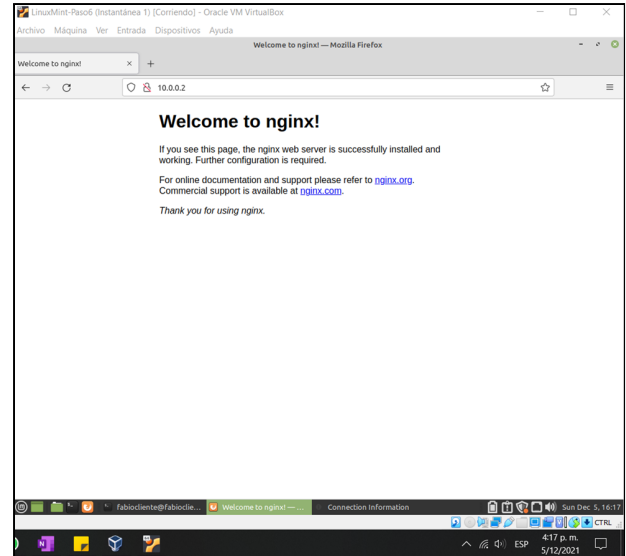 LinuxMint-Paso6 (Instantánea 1) [Corriendo] - Oracle VM VirtualBox
Archivo Máquina Ver Entrada Dispositivos Ayuda
Welcome to nginx! — Mozilla Firefox
Welcome to nginx!
10.0.0.2
Welcome to nginx!
If you see this page, the nginx web server is successfully installed and
working. Further configuration is required.
For online documentation and support please refer to nginx.org.
Commercial support is available at nginx.com.
Thank you for using nginx.
fabiocliente@fabioclie... Welcome to nginx! — ... Connection Information Sun Dec 5, 16:17
CTRL
N ESP 4:17 p. m.
5/12/2021